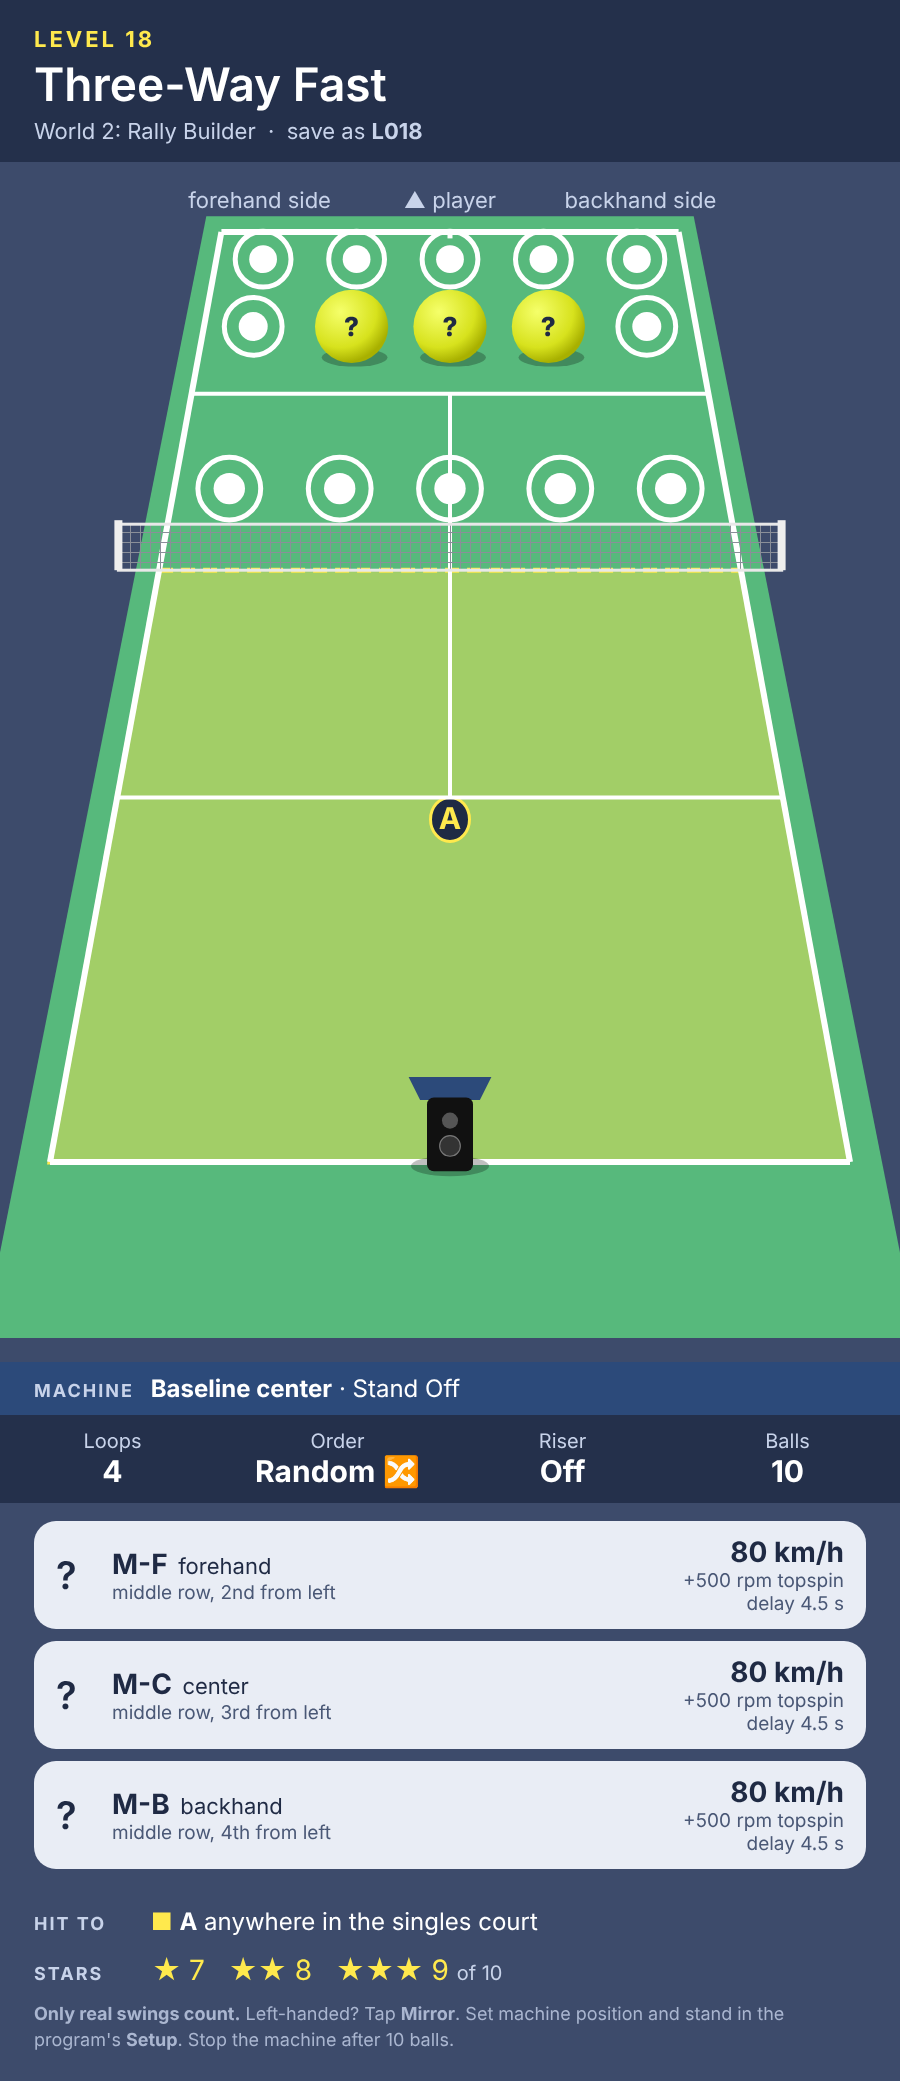 LEVEL 18
Three-Way Fast
World 2: Rally Builder · save as L018
forehand side ▲ player backhand side
? ? ?
A
MACHINE Baseline center · Stand Off
Loops Order Riser Balls
4 Random 🔀 Off 10
? M-F forehand 80 km/h
middle row, 2nd from left +500 rpm topspin
delay 4.5 s
? M-C center 80 km/h
middle row, 3rd from left +500 rpm topspin
delay 4.5 s
? M-B backhand 80 km/h
middle row, 4th from left +500 rpm topspin
delay 4.5 s
HIT TO ■ A anywhere in the singles court
STARS ★ 7 ★★ 8 ★★★ 9 of 10
Only real swings count. Left-handed? Tap Mirror. Set machine position and stand in the
program's Setup. Stop the machine after 10 balls.